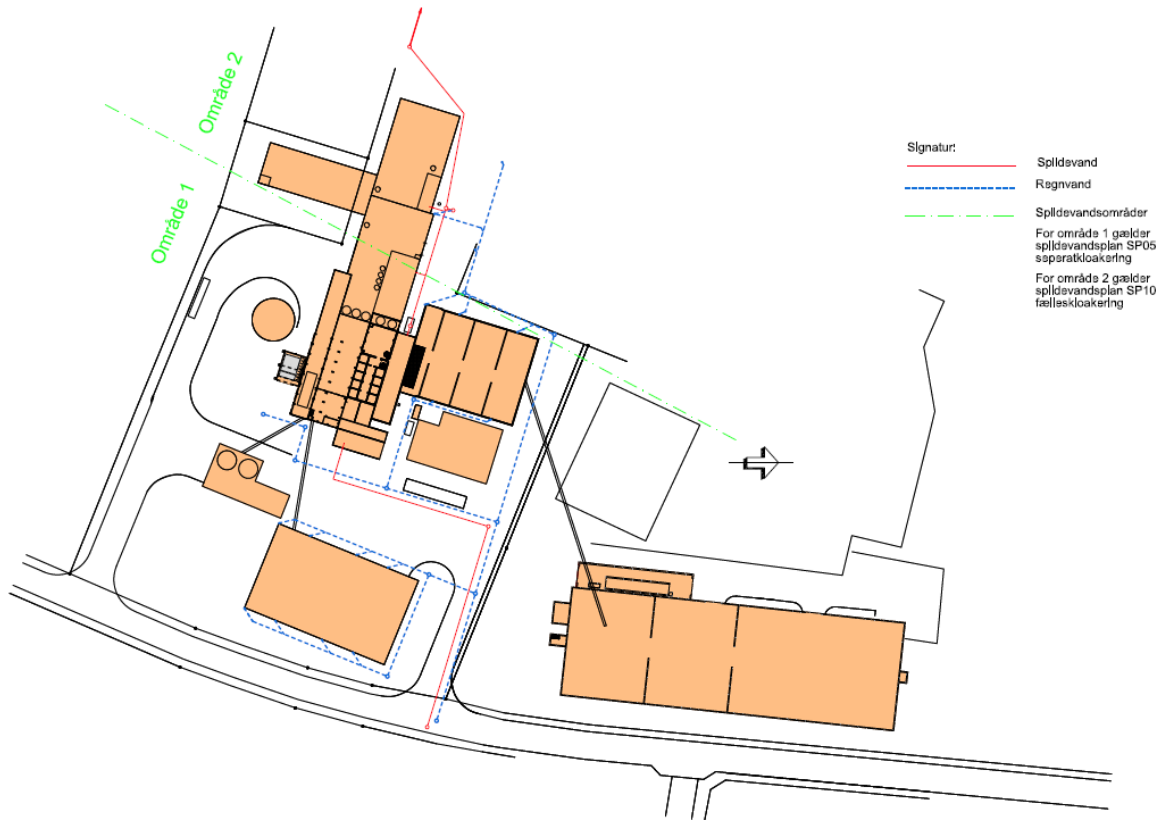 Område 2
Område 1
Signatur:
Spildevand
Regnvand
Spildevandsområder
For område 1 gælder
spildevandsplan SP05
separatkloakering
For område 2 gælder
spildevandsplan SP10
fælleskloakering